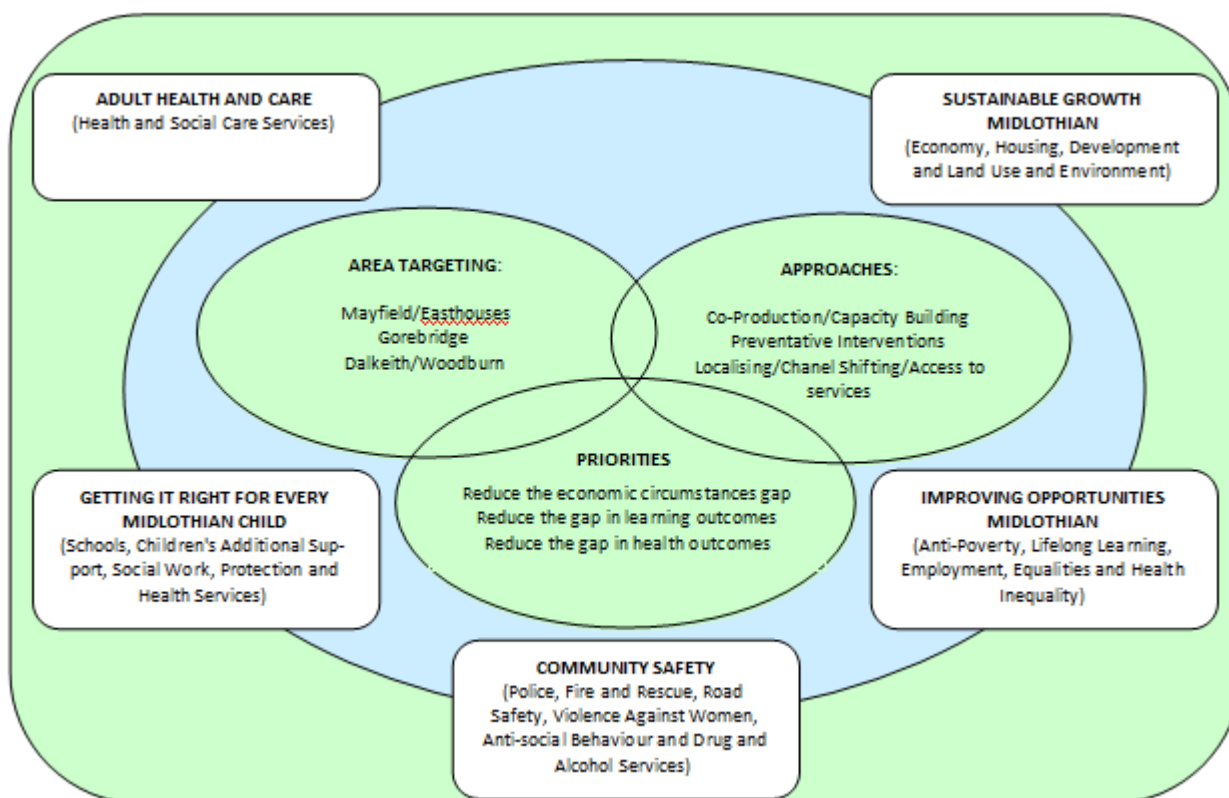 ADULT HEALTH AND CARE
(Health and Social Care Services)
SUSTAINABLE GROWTH
MIDLOTHIAN
(Economy, Housing, Development
and Land Use and Environment)
AREA TARGETING:
Mayfield/Easthouses
Gorebridge
Dalkeith/Woodburn
APPROACHES:
Co-Production/Capacity Building
Preventative Interventions
Localising/Chanel Shifting/Access to
services
PRIORITIES
Reduce the economic circumstances gap
Reduce the gap in learning outcomes
Reduce the gap in health outcomes
GETTING IT RIGHT FOR EVERY
MIDLOTHIAN CHILD
(Schools, Children's Additional Sup-
port, Social Work, Protection and
Health Services)
IMPROVING OPPORTUNITIES
MIDLOTHIAN
(Anti-Poverty, Lifelong Learning,
Employment, Equalities and Health
Inequality)
COMMUNITY SAFETY
(Police, Fire and Rescue, Road
Safety, Violence Against Women,
Anti-social Behaviour and Drug and
Alcohol Services)